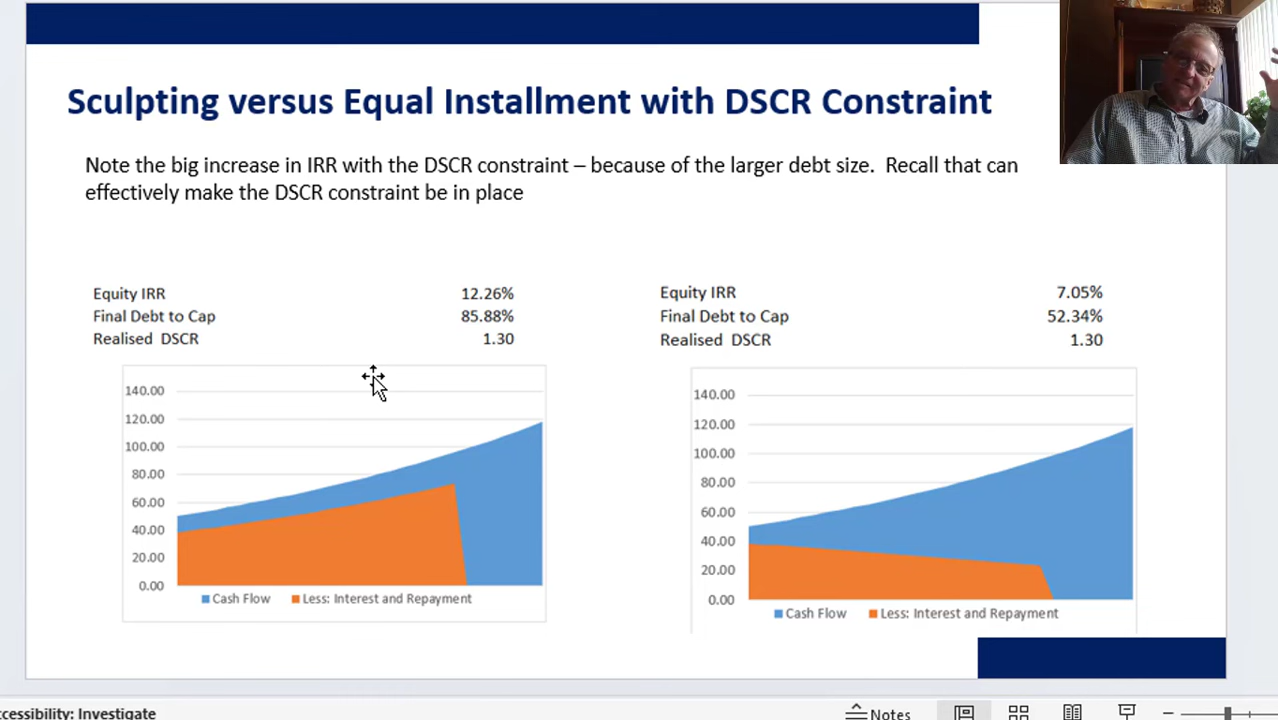 Sculpting versus Equal Installment with DSCR Constraint
Note the big increase in IRR with the DSCR constraint – because of the larger debt size. Recall that can
effectively make the DSCR constraint be in place
Equity IRR 12.26%
Final Debt to Cap 85.88%
Realised DSCR 1.30
140.00
120.00
100.00
80.00
60.00
40.00
20.00
0.00
Cash Flow Less: Interest and Repayment
Equity IRR 7.05%
Final Debt to Cap 52.34%
Realised DSCR 1.30
140.00
120.00
100.00
80.00
60.00
40.00
20.00
0.00
Cash Flow Less: Interest and Repayment
ccessibility: Investigate
Notes